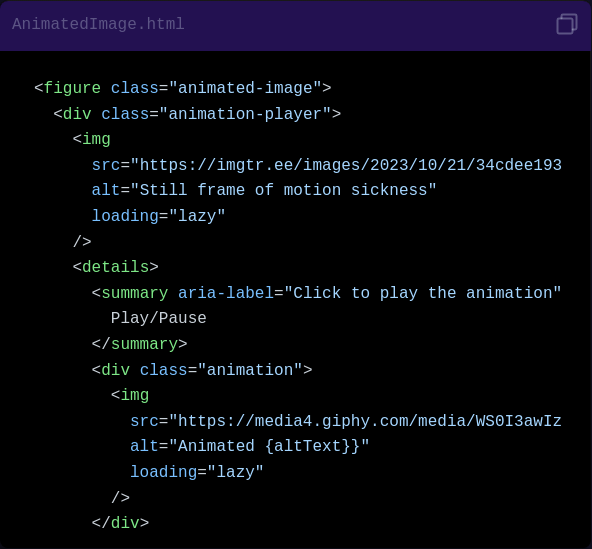 AnimatedImage.html
<figure class="animated-image">
<div class="animation-player">
<img
src="https://imgtr.ee/images/2023/10/21/34cdee193
alt="Still frame of motion sickness"
loading="lazy"
/>
<details>
<summary aria-label="Click to play the animation"
Play/Pause
</summary>
<div class="animation">
<img
src="https://media4.giphy.com/media/WS0I3awIz
alt="Animated {altText}}"
loading="lazy"
/>
</div>